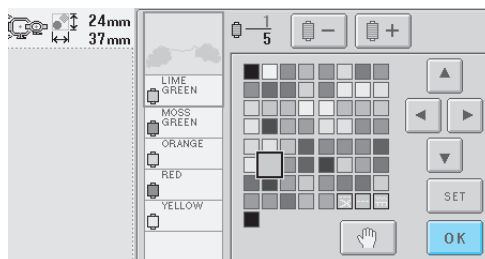 24mm
37mm
1
5
−
+
LIME
GREEN
MOSS
GREEN
ORANGE
RED
YELLOW
SET
OK